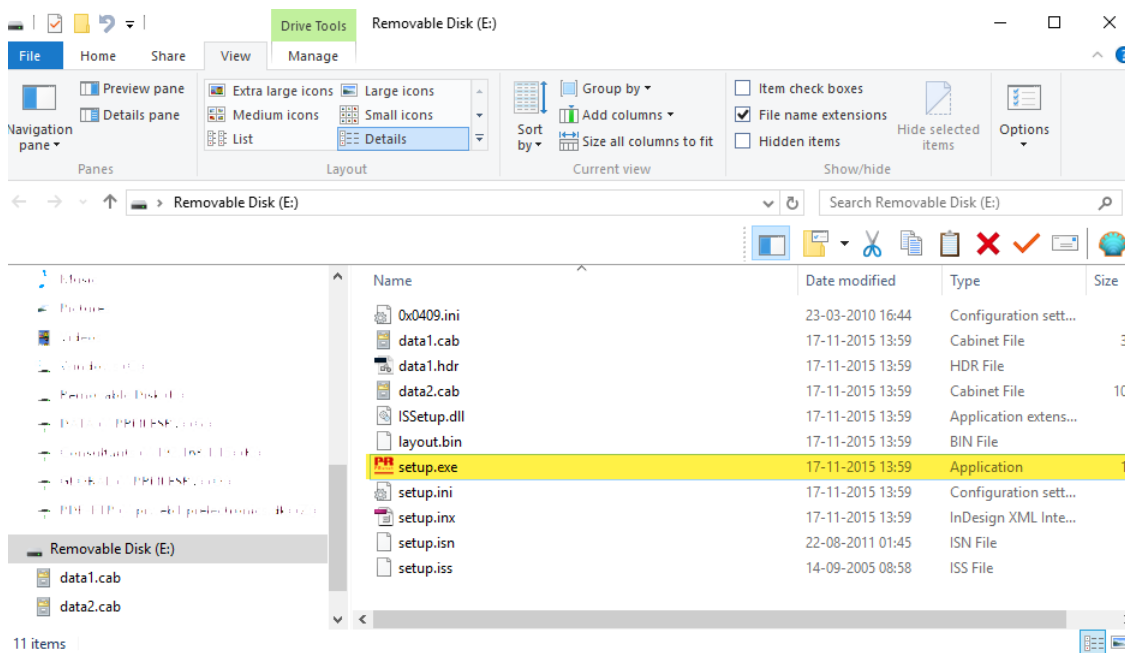 Drive Tools Removable Disk (E:)
File Home Share View Manage
Preview pane Extra large icons Large icons Group by Item check boxes
Details pane Medium icons Small icons Add columns File name extensions
Navigation pane List Details Sort by Size all columns to fit Hidden items Hide selected items Options
Panes Layout Current view Show/hide
Removable Disk (E:) Search Removable Disk (E:)
Name Date modified Type Size
0x0409.ini 23-03-2010 16:44 Configuration sett...
data1.cab 17-11-2015 13:59 Cabinet File
data1.hdr 17-11-2015 13:59 HDR File
data2.cab 17-11-2015 13:59 Cabinet File
ISSetup.dll 17-11-2015 13:59 Application extens...
layout.bin 17-11-2015 13:59 BIN File
PR setup.exe 17-11-2015 13:59 Application
setup.ini 17-11-2015 13:59 Configuration sett...
setup.inx 17-11-2015 13:59 InDesign XML Inte...
setup.isn 22-08-2011 01:45 ISN File
setup.iss 14-09-2005 08:58 ISS File
Removable Disk (E:)
data1.cab
data2.cab
11 items